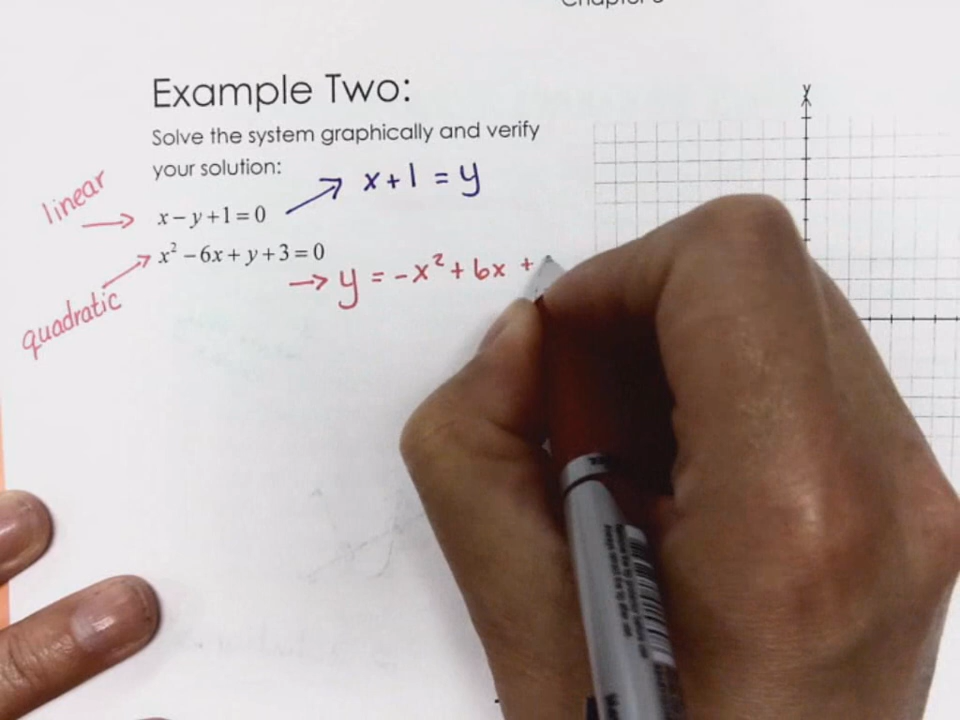 Example Two:
Solve the system graphically and verify
your solution:
x + 1 = y
linear
x − y + 1 = 0
x² − 6x + y + 3 = 0
y = -x² + 6x +
quadratic
y